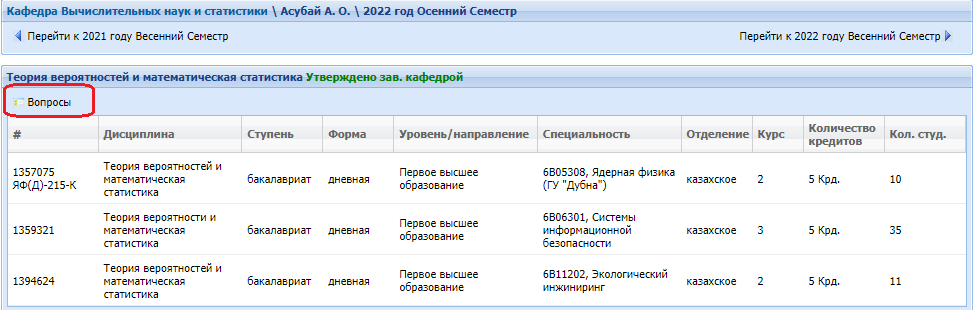 Кафедра Вычислительных наук и статистики \ Асубай А. О. \ 2022 год Осенний Семестр
Перейти к 2021 году Весенний Семестр
Перейти к 2022 году Весенний Семестр
Теория вероятностей и математическая статистика Утверждено зав. кафедрой
Вопросы
# Дисциплина Ступень Форма Уровень/направление Специальность Отделение Курс Количество кредитов Кол. студ.
1357075 ЯФ(Д)-215-К Теория вероятностей и математическая статистика бакалавриат дневная Первое высшее образование 6B05308, Ядерная физика (ГУ "Дубна") казахское 2 5 Крд. 10
1359321 Теория вероятности и математическая статистика бакалавриат дневная Первое высшее образование 6B06301, Системы информационной безопасности казахское 3 5 Крд. 35
1394624 Теория вероятностей и математическая статистика бакалавриат дневная Первое высшее образование 6B11202, Экологический инжиниринг казахское 2 5 Крд. 11